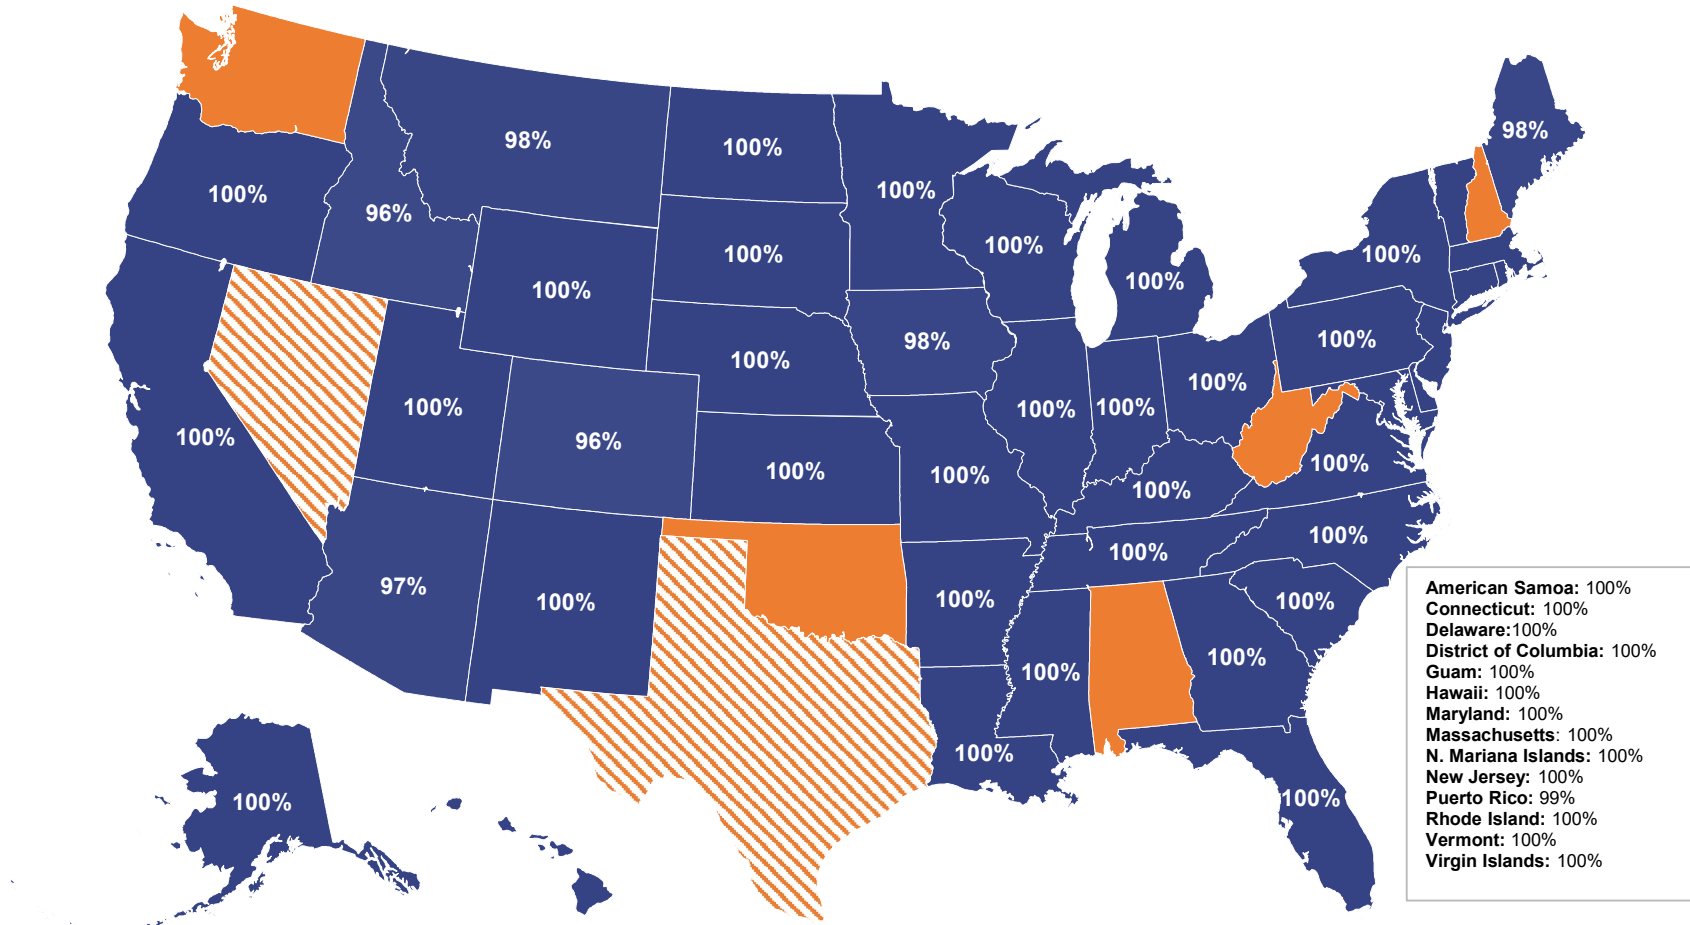 98%
98%
100%
100%
100%
96%
100%
100%
100%
100%
100%
100%
98%
100%
100%
100%
100%
100%
100%
100%
96%
100%
100%
100%
100%
100%
100%
100%
97%
100%
100%
100%
100%
100%
100%
100%
100%
American Samoa: 100%
Connecticut: 100%
Delaware:100%
District of Columbia: 100%
Guam: 100%
Hawaii: 100%
Maryland: 100%
Massachusetts: 100%
N. Mariana Islands: 100%
New Jersey: 100%
Puerto Rico: 99%
Rhode Island: 100%
Vermont: 100%
Virgin Islands: 100%